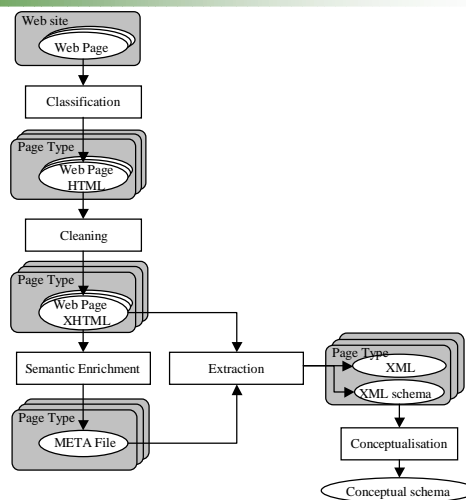 Web site
Web Page
Classification
Page Type
Web Page
HTML
Cleaning
Page Type
Web Page
XHTML
Semantic Enrichment
Extraction
Page Type
XML
XML schema
Page Type
META File
Conceptualisation
Conceptual schema